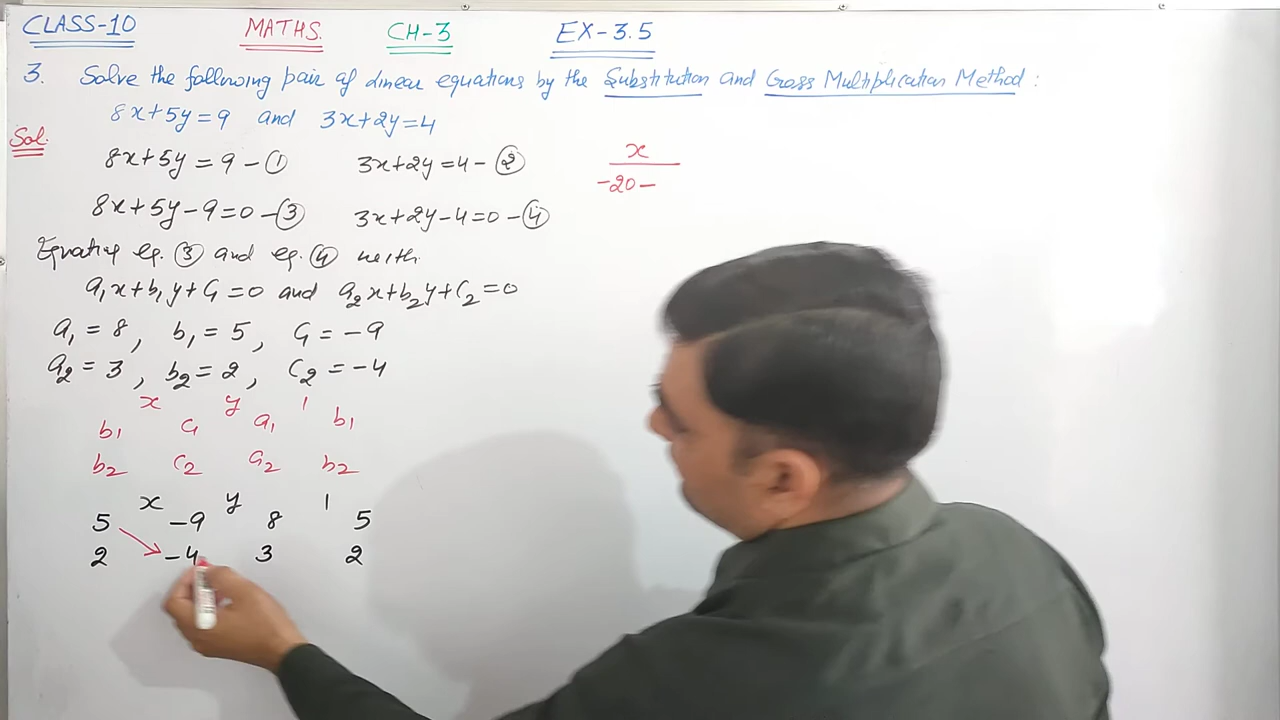 CLASS-10 MATHS. CH-3 EX-3.5
3. Solve the following pair of linear equations by the Substitution and Cross Multiplication Method :
8x+5y=9 and 3x+2y=4
Sol.
8x+5y=9-① 3x+2y=4-②
8x+5y-9=0-③ 3x+2y-4=0-④
Equating eq. ③ and eq. ④ with
a₁x+b₁y+c₁=0 and a₂x+b₂y+c₂=0
a₁=8, b₁=5, c₁=-9
a₂=3, b₂=2, c₂=-4
x y 1
b₁ c₁ a₁ b₁
b₂ c₂ a₂ b₂
x y 1
5 -9 8 5
2 -4 3 2
x
-20-